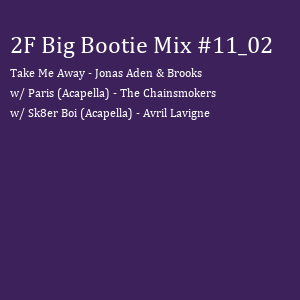 2F Big Bootie Mix #11_02
Take Me Away - Jonas Aden & Brooks
w/ Paris (Acapella) - The Chainsmokers
w/ Sk8er Boi (Acapella) - Avril Lavigne